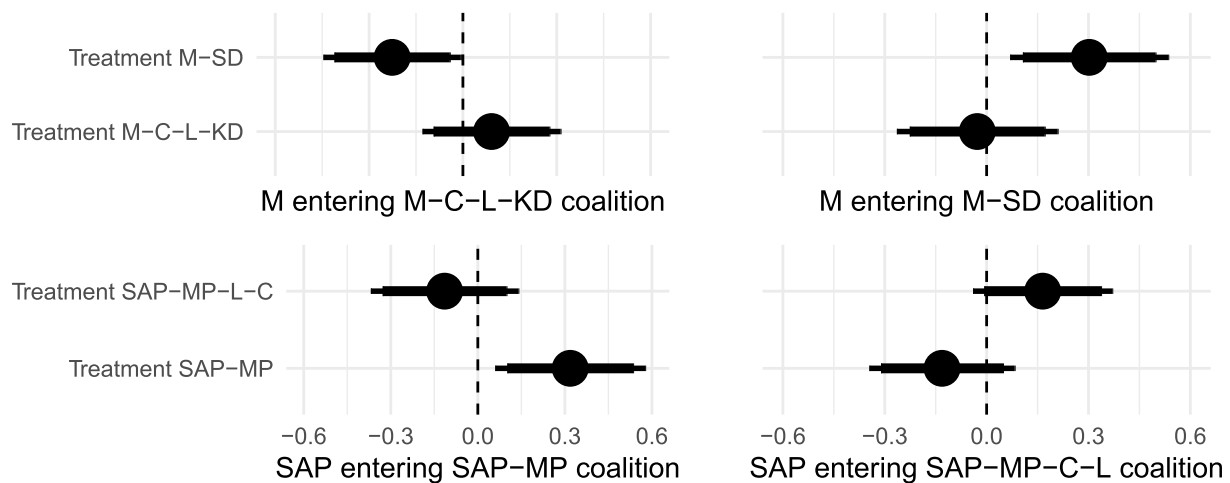 Treatment M−SD
Treatment M−C−L−KD
M entering M−C−L−KD coalition
M entering M−SD coalition
Treatment SAP−MP−L−C
Treatment SAP−MP
−0.6 −0.3 0.0 0.3 0.6
−0.6 −0.3 0.0 0.3 0.6
SAP entering SAP−MP coalition
SAP entering SAP−MP−C−L coalition